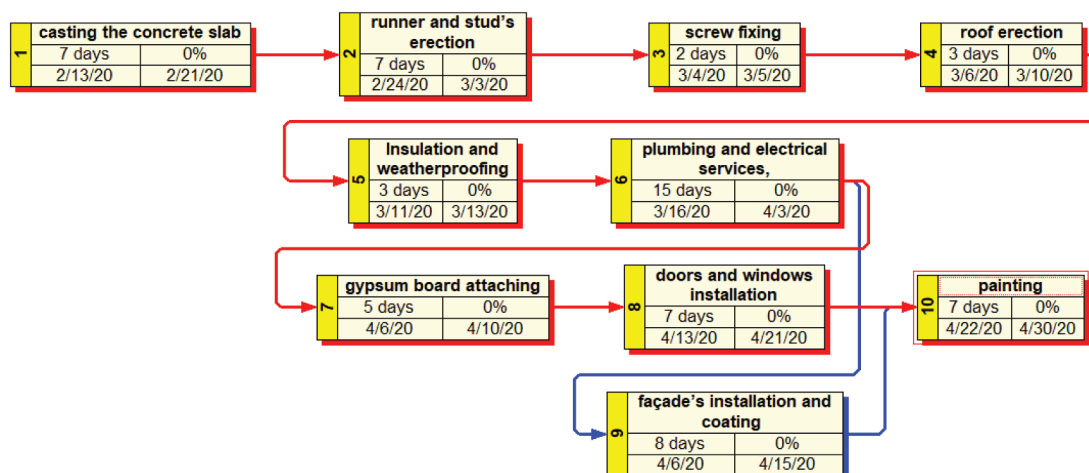 1
casting the concrete slab
7 days 0%
2/13/20 2/21/20
2
runner and stud's
erection
7 days 0%
2/24/20 3/3/20
3
screw fixing
2 days 0%
3/4/20 3/5/20
4
roof erection
3 days 0%
3/6/20 3/10/20
5
Insulation and
weatherproofing
3 days 0%
3/11/20 3/13/20
6
plumbing and electrical
services,
15 days 0%
3/16/20 4/3/20
7
gypsum board attaching
5 days 0%
4/6/20 4/10/20
8
doors and windows
installation
7 days 0%
4/13/20 4/21/20
10
painting
7 days 0%
4/22/20 4/30/20
9
façade's installation and
coating
8 days 0%
4/6/20 4/15/20